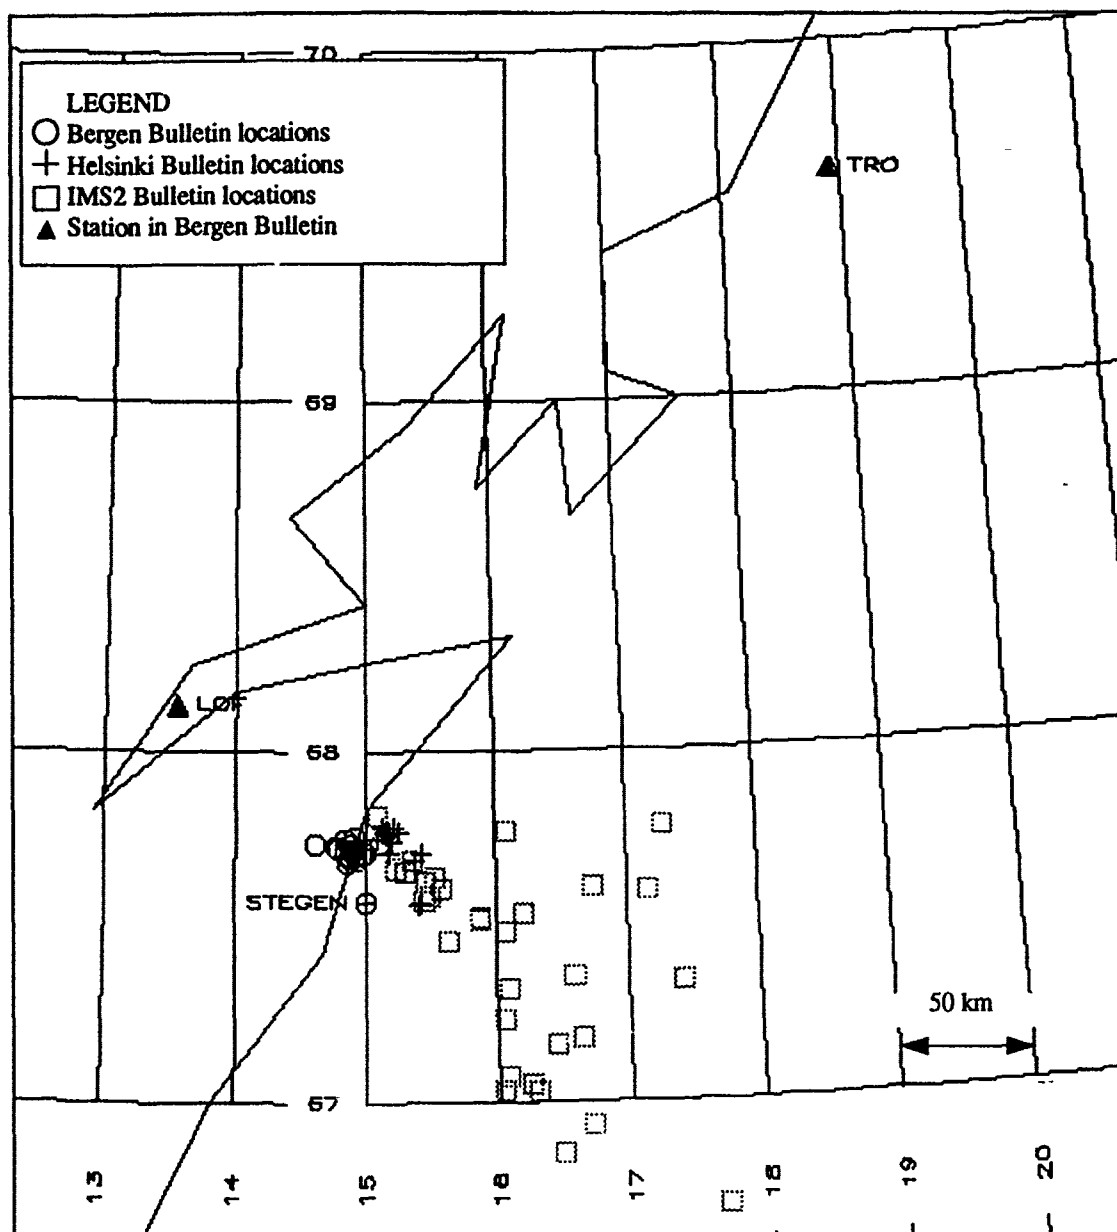 70
LEGEND
Bergen Bulletin locations
Helsinki Bulletin locations
IMS2 Bulletin locations
Station in Bergen Bulletin
TRO
69
LOF
68
STEGEN
50 km
67
13
14
15
16
17
18
19
20